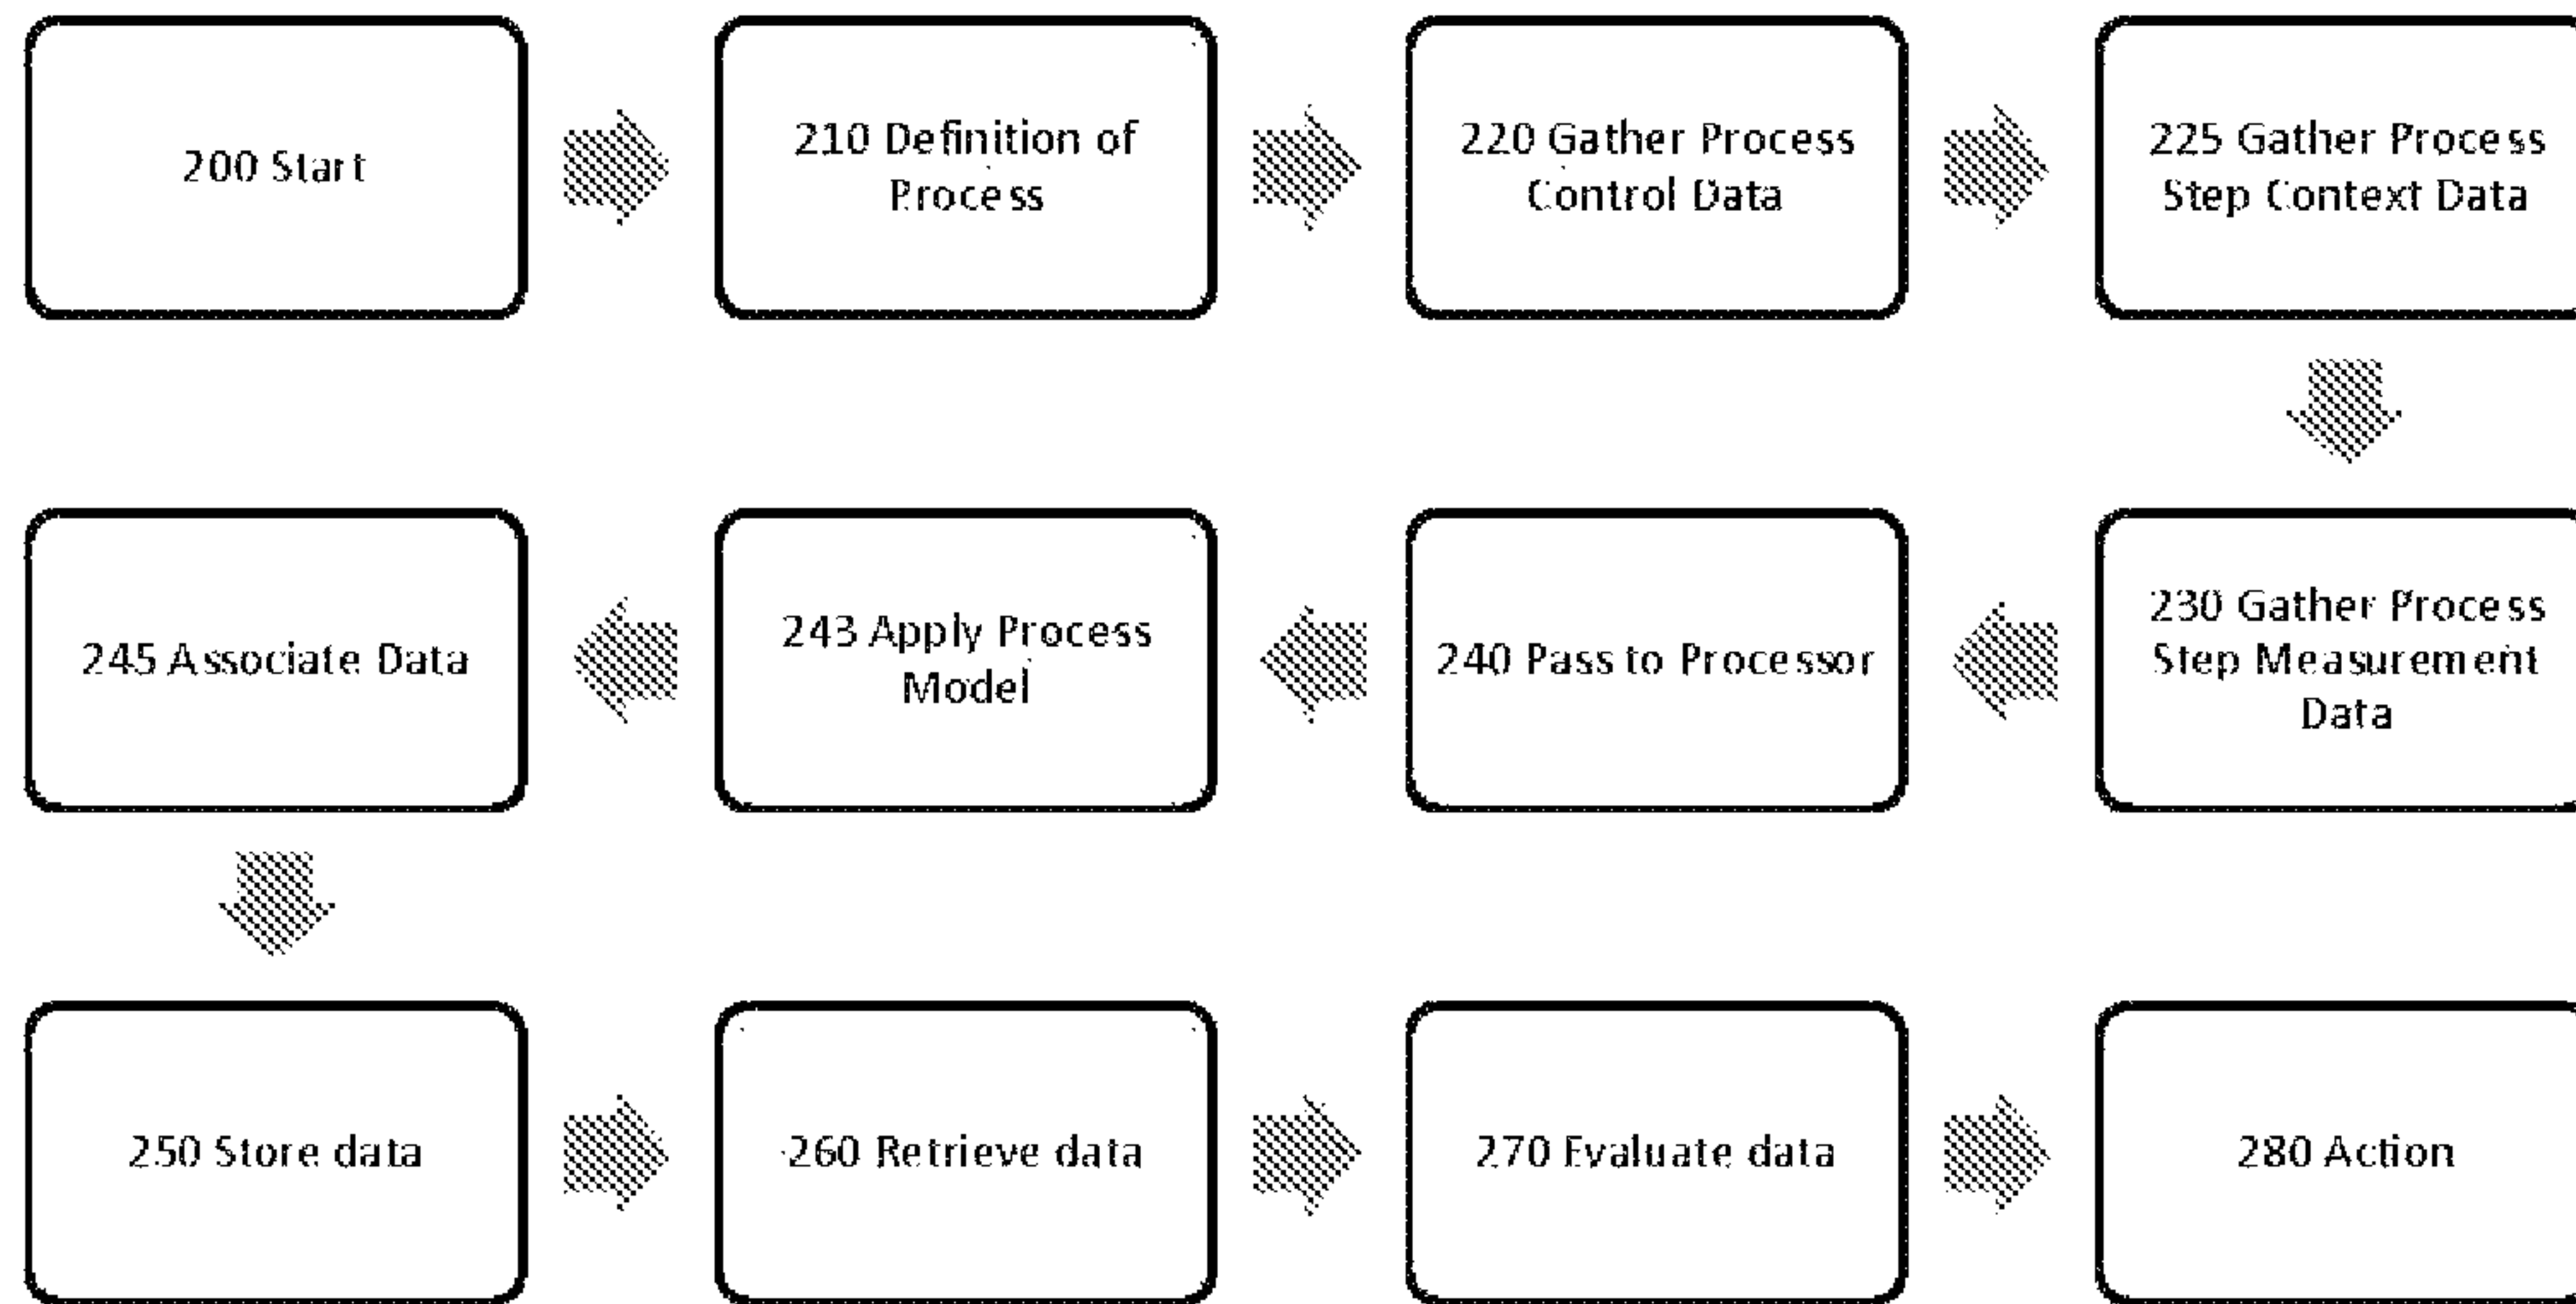 200 Start
210 Definition of
Process
220 Gather Process
Control Data
225 Gather Process
Step Context Data
230 Gather Process
Step Measurement
Data
240 Pass to Processor
243 Apply Process
Model
245 Associate Data
250 Store data
260 Retrieve data
270 Evaluate data
280 Action